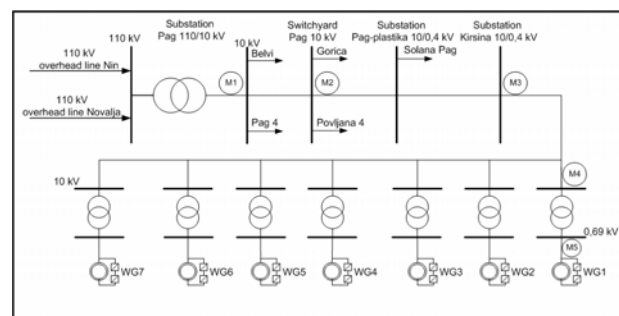 110 kV
Substation
Pag 110/10 kV
Switchyard
Pag 10 kV
Substation
Pag-plastika 10/0,4 kV
Substation
Kirsina 10/0,4 kV
10 kV
Belvi
Gorica
Solana Pag
110 kV
overhead line Nin
M1
M2
M3
110 kV
overhead line Novalja
Pag 4
Povljana 4
10 kV
M4
0,69 kV
M5
WG7
WG6
WG5
WG4
WG3
WG2
WG1